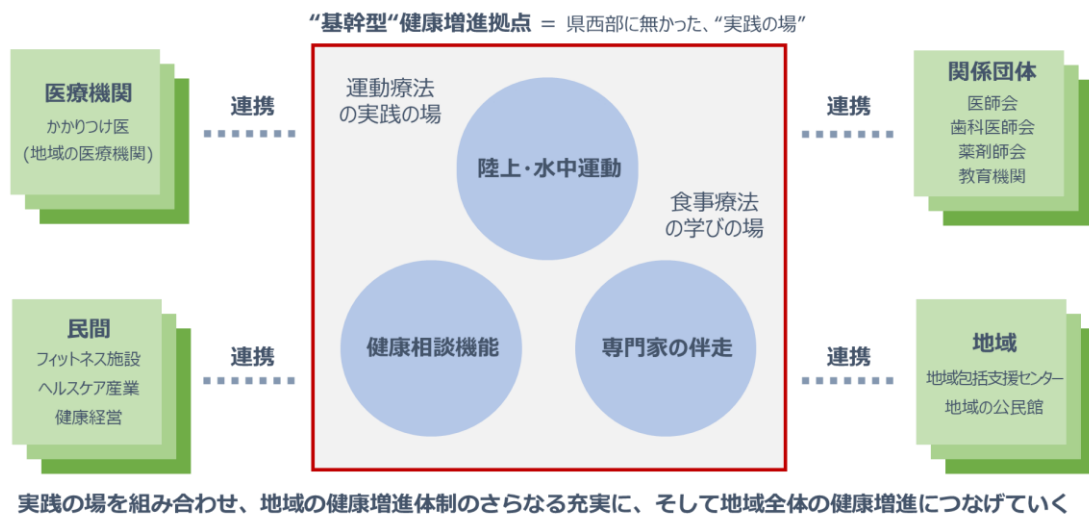 “基幹型”健康増進拠点 = 県西部に無かった、“実践の場”
医療機関
かかりつけ医
(地域の医療機関)
連携
運動療法
の実践の場
陸上・水中運動
食事療法
の学びの場
連携
関係団体
医師会
歯科医師会
薬剤師会
教育機関
民間
フィットネス施設
ヘルスケア産業
健康経営
連携
健康相談機能
専門家の伴走
連携
地域
地域包括支援センター
地域の公民館
実践の場を組み合わせ、地域の健康増進体制のさらなる充実に、そして地域全体の健康増進につなげていく